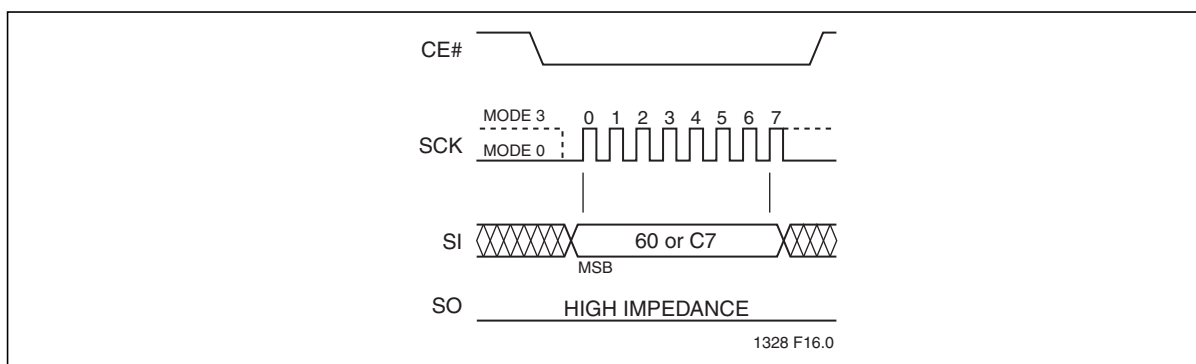 CE#
MODE 3
0 1 2 3 4 5 6 7
SCK
MODE 0
SI
60 or C7
MSB
SO
HIGH IMPEDANCE
1328 F16.0